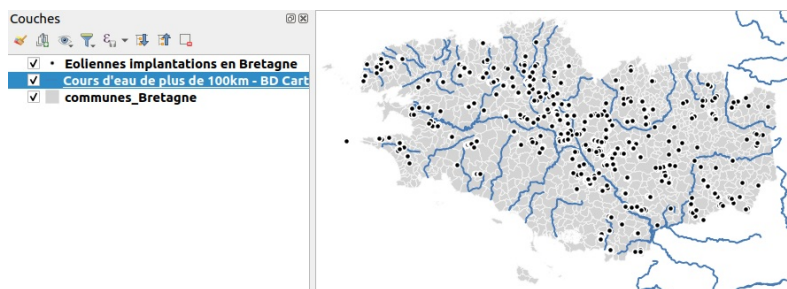 Couches
Eoliennes implantations en Bretagne
Cours d'eau de plus de 100km - BD Cart
communes_Bretagne